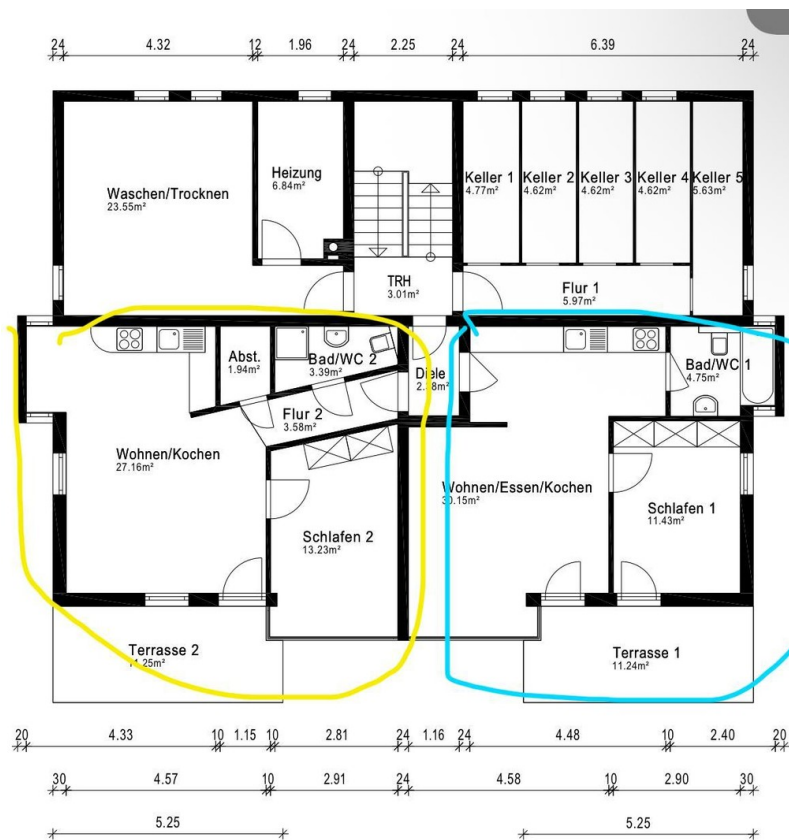 24 4.32 12 1.96 24 2.25 24 6.39 24
Heizung
6.84m²
Waschen/Trocknen
23.55m²
Keller 1 Keller 2 Keller 3 Keller 4 Keller 5
4.77m² 4.62m² 4.62m² 4.62m² 5.63m²
TRH
3.01m²
Flur 1
5.97m²
Abst.
1.94m²
Bad/WC 2
3.39m²
Diele
Bad/WC 1
4.75m²
Flur 2
3.58m²
Wohnen/Kochen
27.16m²
Wohnen/Essen/Kochen
30.15m²
Schlafen 1
11.43m²
Schlafen 2
13.23m²
Terrasse 2
11.25m²
Terrasse 1
11.24m²
20 4.33 10 1.15 10 2.81 24 1.16 24 4.48 10 2.40 20
30 4.57 10 2.91 24 4.58 10 2.90 30
5.25 5.25